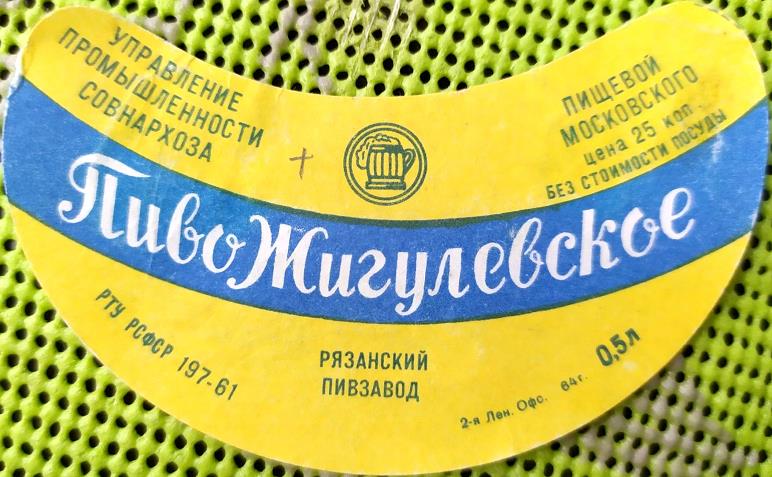 УПРАВЛЕНИЕ
ПРОМЫШЛЕННОСТИ
СОВНАРХОЗА
ПИЩЕВОЙ
МОСКОВСКОГО
цена 25 коп.
БЕЗ СТОИМОСТИ ПОСУДЫ
Пиво Жигулевское
РТУ РСФСР 197-61
РЯЗАНСКИЙ
ПИВЗАВОД
2-я Лен. Офс. 64г.
0,5л